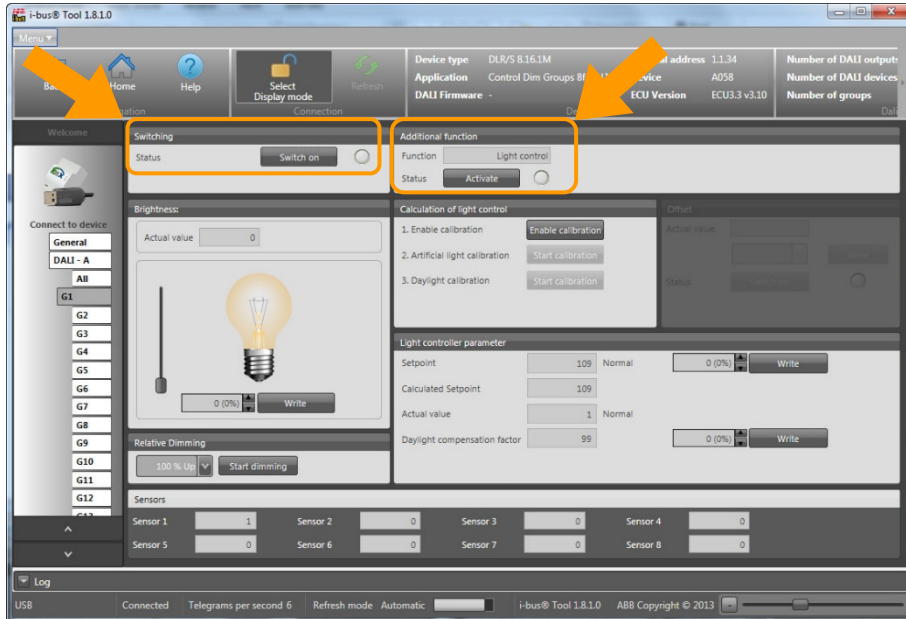 i-bus® Tool 1.8.1.0
Menu
Home
Help
Select
Display mode
Refresh
Connection
Device type DLR/S 8.16.1M
Application Control Dim Groups
DALI Firmware -
address 1.1.34
A058
ECU Version ECU3.3 v3.10
Number of DALI outputs
Number of DALI devices
Number of groups
Welcome
Connect to device
General
DALI - A
All
G1
G2
G3
G4
G5
G6
G7
G8
G9
G10
G11
G12
Switching
Status Switch on
Additional function
Function Light control
Status Activate
Brightness:
Actual value 0
0 (0%) Write
Relative Dimming
100 % Up Start dimming
Calculation of light control
1. Enable calibration Enable calibration
2. Artificial light calibration Start calibration
3. Daylight calibration Start calibration
Offset
Actual value
Status
Light controller parameter
Setpoint 109 Normal 0 (0%) Write
Calculated Setpoint 109
Actual value 1 Normal
Daylight compensation factor 99 0 (0%) Write
Sensors
Sensor 1 1 Sensor 2 0 Sensor 3 0 Sensor 4 0
Sensor 5 0 Sensor 6 0 Sensor 7 0 Sensor 8 0
Log
USB Connected Telegrams per second 6 Refresh mode Automatic i-bus® Tool 1.8.1.0 ABB Copyright © 2013